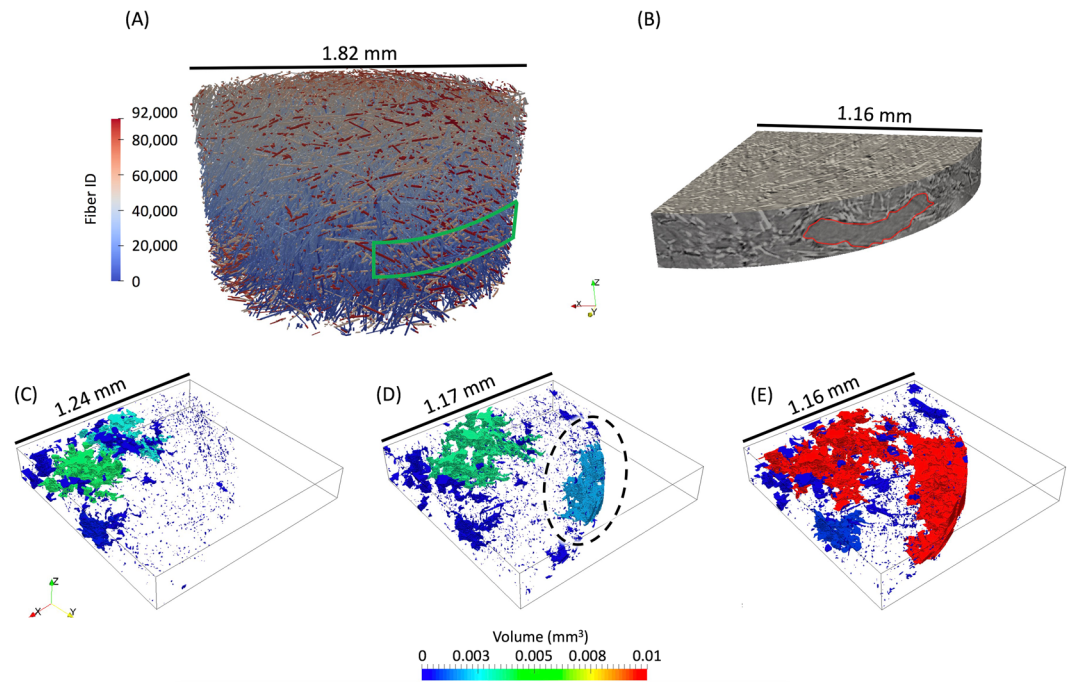 (A)
(B)
1.82 mm
1.16 mm
92,000
80,000
60,000
40,000
20,000
0
Fiber ID
Z
X
Y
(C)
(D)
(E)
1.24 mm
1.17 mm
1.16 mm
Z
X
Y
Volume (mm³)
0 0.003 0.005 0.008 0.01